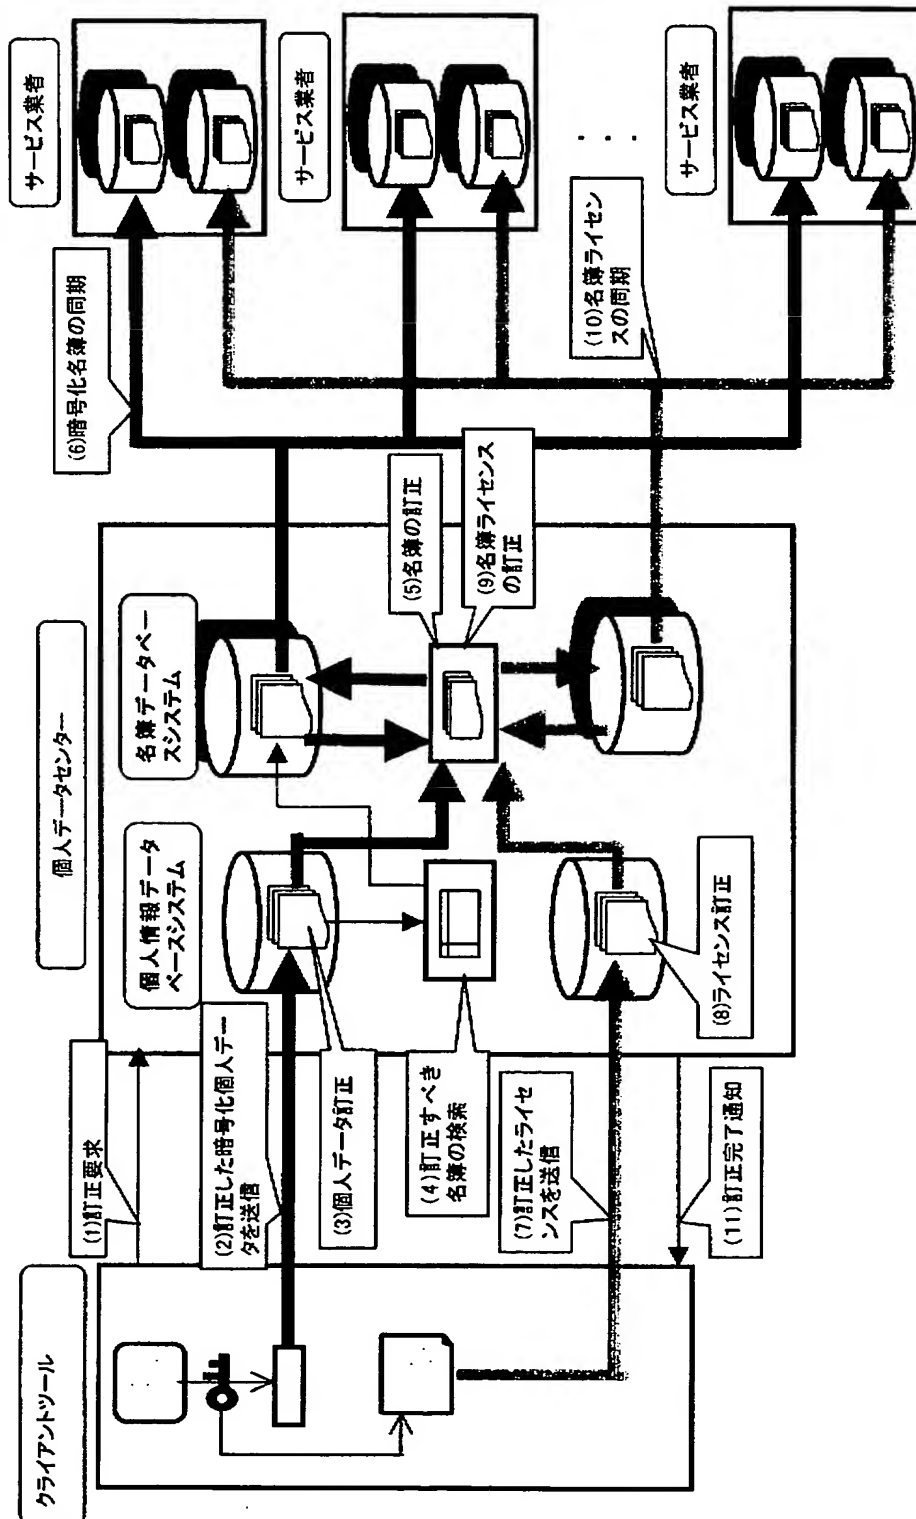 クライアントツール
(1)訂正要求
(2)訂正した暗号化個人デー
タを送信
(3)個人データ訂正
(4)訂正すべき
名簿の検索
(7)訂正したライセ
ンスを送信
(11)訂正完了通知
個人データセンター
個人情報データ
ベースシステム
名簿データベー
スシステム
(5)名簿の訂正
(9)名簿ライセンス
の訂正
(8)ライセンス訂正
(6)暗号化名簿の同期
(10)名簿ライセン
スの同期
サービス業者
サービス業者
サービス業者